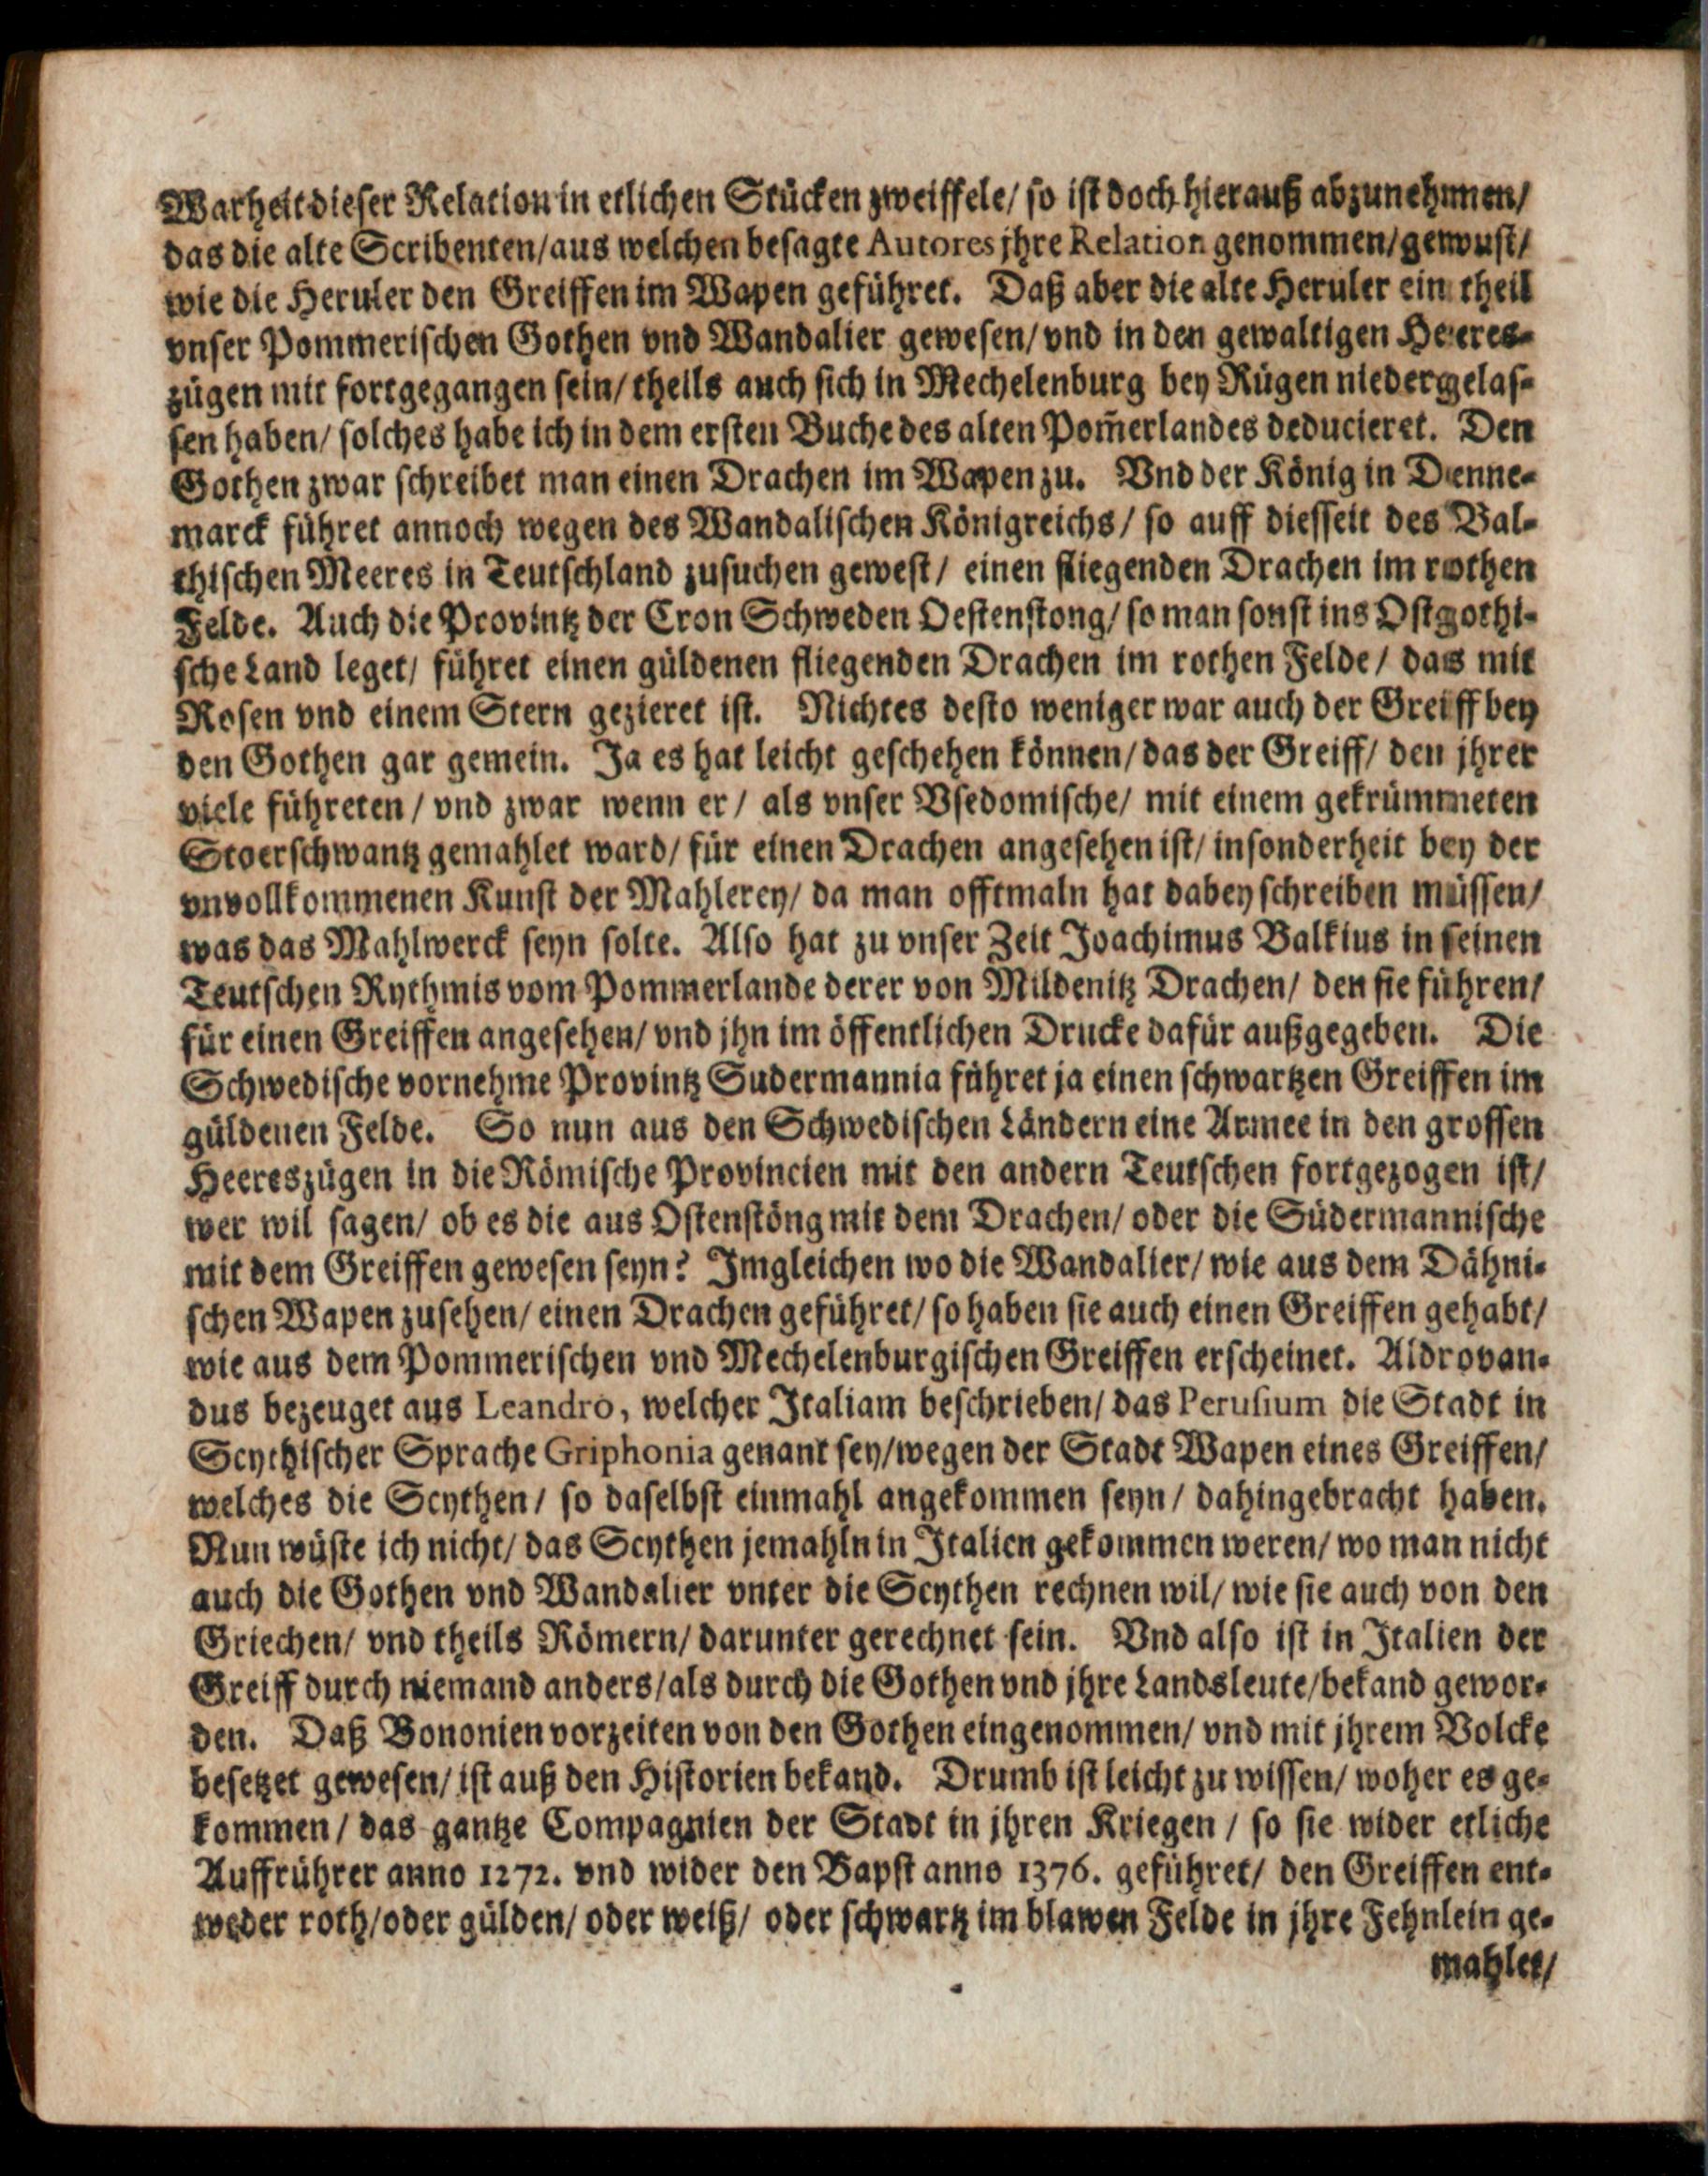 Warheit dieser Relation in etlichen Stücken zweiffele/ so ist doch hierauß abzunehmen/
das die alte Scribenten/aus welchen besagte Autores jhre Relation genommen/gewust/
wie die Heruler den Greiffen im Wapen geführet. Daß aber die alte Heruler ein theil
vnser Pommerischen Gothen vnd Wandalier gewesen/ vnd in den gewaltigen Heeres-
zügen mit fortgegangen sein/ theils auch sich in Mechelenburg bey Rügen niedergelas-
sen haben/ solches habe ich in dem ersten Buche des alten Pom̃erlandes deducieret. Den
Gothen zwar schreibet man einen Drachen im Wapen zu. Vnd der König in Denne-
marck führet annoch wegen des Wandalischen Königreichs/ so auff diesseit des Bal-
thischen Meeres in Teutschland zusuchen gewest/ einen fliegenden Drachen im rothen
Felde. Auch die Provintz der Cron Schweden Oestenstong/ so man sonst ins Ostgothi-
sche Land leget/ führet einen güldenen fliegenden Drachen im rothen Felde/ das mit
Rosen vnd einem Stern gezieret ist. Nichtes desto weniger war auch der Greiff bey
den Gothen gar gemein. Ja es hat leicht geschehen können/ das der Greiff/ den jhrer
viele führeten/ vnd zwar wenn er/ als vnser Vsedomische/ mit einem gekrümmeten
Stoerschwantz gemahlet ward/ für einen Drachen angesehen ist/ insonderheit bey der
vnvollkommenen Kunst der Mahlerey/ da man offtmaln hat dabey schreiben müssen/
was das Mahlwerck seyn solte. Also hat zu vnser Zeit Joachimus Balkius in seinen
Teutschen Rythmis vom Pommerlande derer von Mildenitz Drachen/ den sie führen/
für einen Greiffen angesehen/ vnd jhn im öffentlichen Drucke dafür außgegeben. Die
Schwedische vornehme Provintz Sudermannia führet ja einen schwartzen Greiffen im
güldenen Felde. So nun aus den Schwedischen Ländern eine Armee in den grossen
Heereszügen in die Römische Provincien mit den andern Teutschen fortgezogen ist/
wer wil sagen/ ob es die aus Ostenstöng mit dem Drachen/ oder die Südermannische
mit dem Greiffen gewesen seyn? Imgleichen wo die Wandalier/ wie aus dem Dähni-
schen Wapen zusehen/ einen Drachen geführet/ so haben sie auch einen Greiffen gehabt/
wie aus dem Pommerischen vnd Mechelenburgischen Greiffen erscheinet. Aldrovan-
dus bezeuget aus Leandro, welcher Italiam beschrieben/ das Perusium die Stadt in
Scythischer Sprache Griphonia genant sey/wegen der Stadt Wapen eines Greiffen/
welches die Scythen/ so daselbst einmahl angekommen seyn/ dahingebracht haben.
Nun wüste ich nicht/ das Scythen jemahln in Italien gekommen weren/ wo man nicht
auch die Gothen vnd Wandalier vnter die Scythen rechnen wil/ wie sie auch von den
Griechen/ vnd theils Römern/ darunter gerechnet sein. Vnd also ist in Italien der
Greiff durch niemand anders/als durch die Gothen vnd jhre Landsleute/bekand gewor-
den. Daß Bononien vorzeiten von den Gothen eingenommen/ vnd mit jhrem Volcke
besetzet gewesen/ ist auß den Historien bekand. Drumb ist leicht zu wissen/ woher es ge-
kommen/ das gantze Compagnien der Stadt in jhren Kriegen/ so sie wider etliche
Auffrührer anno 1272. vnd wider den Bapst anno 1376. geführet/ den Greiffen ent-
weder roth/oder gülden/ oder weiß/ oder schwartz im blawen Felde in jhre Fehnlein ge-
mahlet/